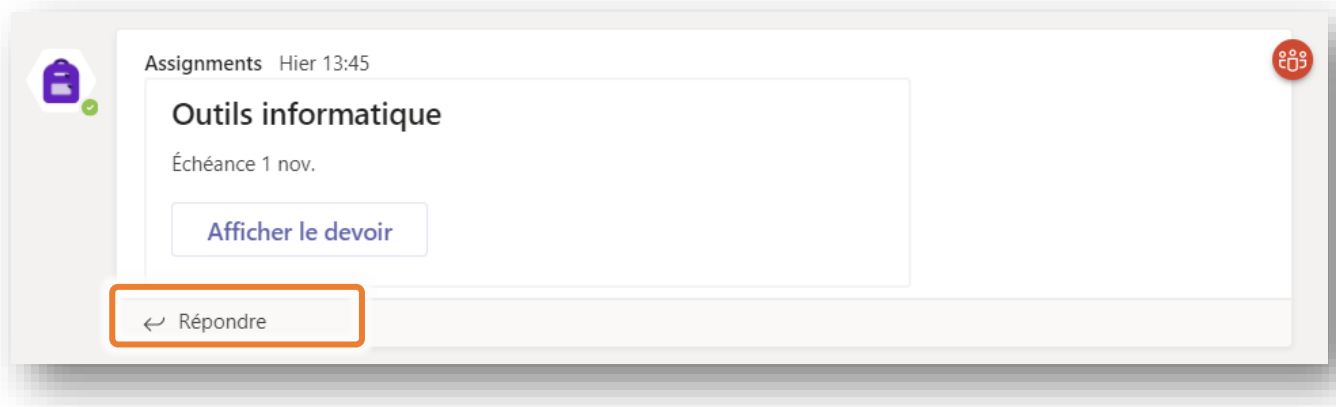 Assignments Hier 13:45
Outils informatique
Échéance 1 nov.
Afficher le devoir
Répondre